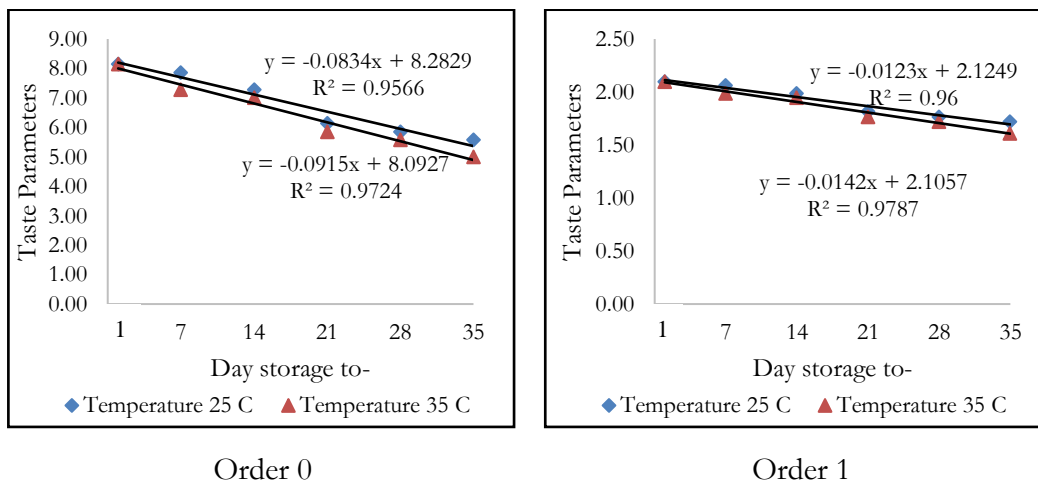 9.00
8.00
7.00
6.00
5.00
4.00
3.00
2.00
1.00
0.00
Taste Parameters
y = -0.0834x + 8.2829
R² = 0.9566
y = -0.0915x + 8.0927
R² = 0.9724
1 7 14 21 28 35
Day storage to-
Temperature 25 C Temperature 35 C
Order 0
2.50
2.00
1.50
1.00
0.50
0.00
Taste Parameters
y = -0.0123x + 2.1249
R² = 0.96
y = -0.0142x + 2.1057
R² = 0.9787
1 7 14 21 28 35
Day storage to-
Temperature 25 C Temperature 35 C
Order 1